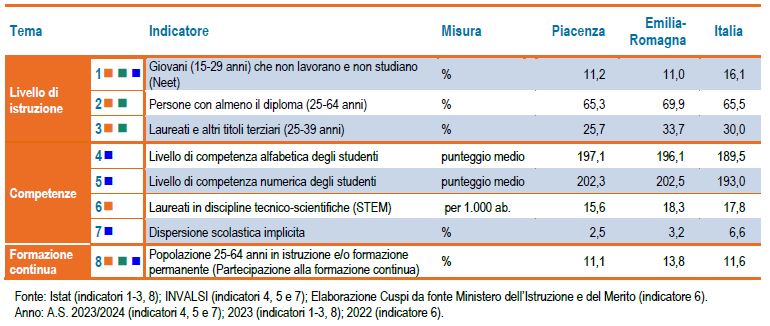 Tema Indicatore Misura Piacenza Emilia-Romagna Italia
Livello di istruzione
1 Giovani (15-29 anni) che non lavorano e non studiano (Neet) % 11,2 11,0 16,1
2 Persone con almeno il diploma (25-64 anni) % 65,3 69,9 65,5
3 Laureati e altri titoli terziari (25-39 anni) % 25,7 33,7 30,0
Competenze
4 Livello di competenza alfabetica degli studenti punteggio medio 197,1 196,1 189,5
5 Livello di competenza numerica degli studenti punteggio medio 202,3 202,5 193,0
6 Laureati in discipline tecnico-scientifiche (STEM) per 1.000 ab. 15,6 18,3 17,8
7 Dispersione scolastica implicita % 2,5 3,2 6,6
Formazione continua
8 Popolazione 25-64 anni in istruzione e/o formazione permanente (Partecipazione alla formazione continua) % 11,1 13,8 11,6
Fonte: Istat (indicatori 1-3, 8); INVALSI (indicatori 4, 5 e 7); Elaborazione Cuspi da fonte Ministero dell'Istruzione e del Merito (indicatore 6).
Anno: A.S. 2023/2024 (indicatori 4, 5 e 7); 2023 (indicatori 1-3, 8); 2022 (indicatore 6).